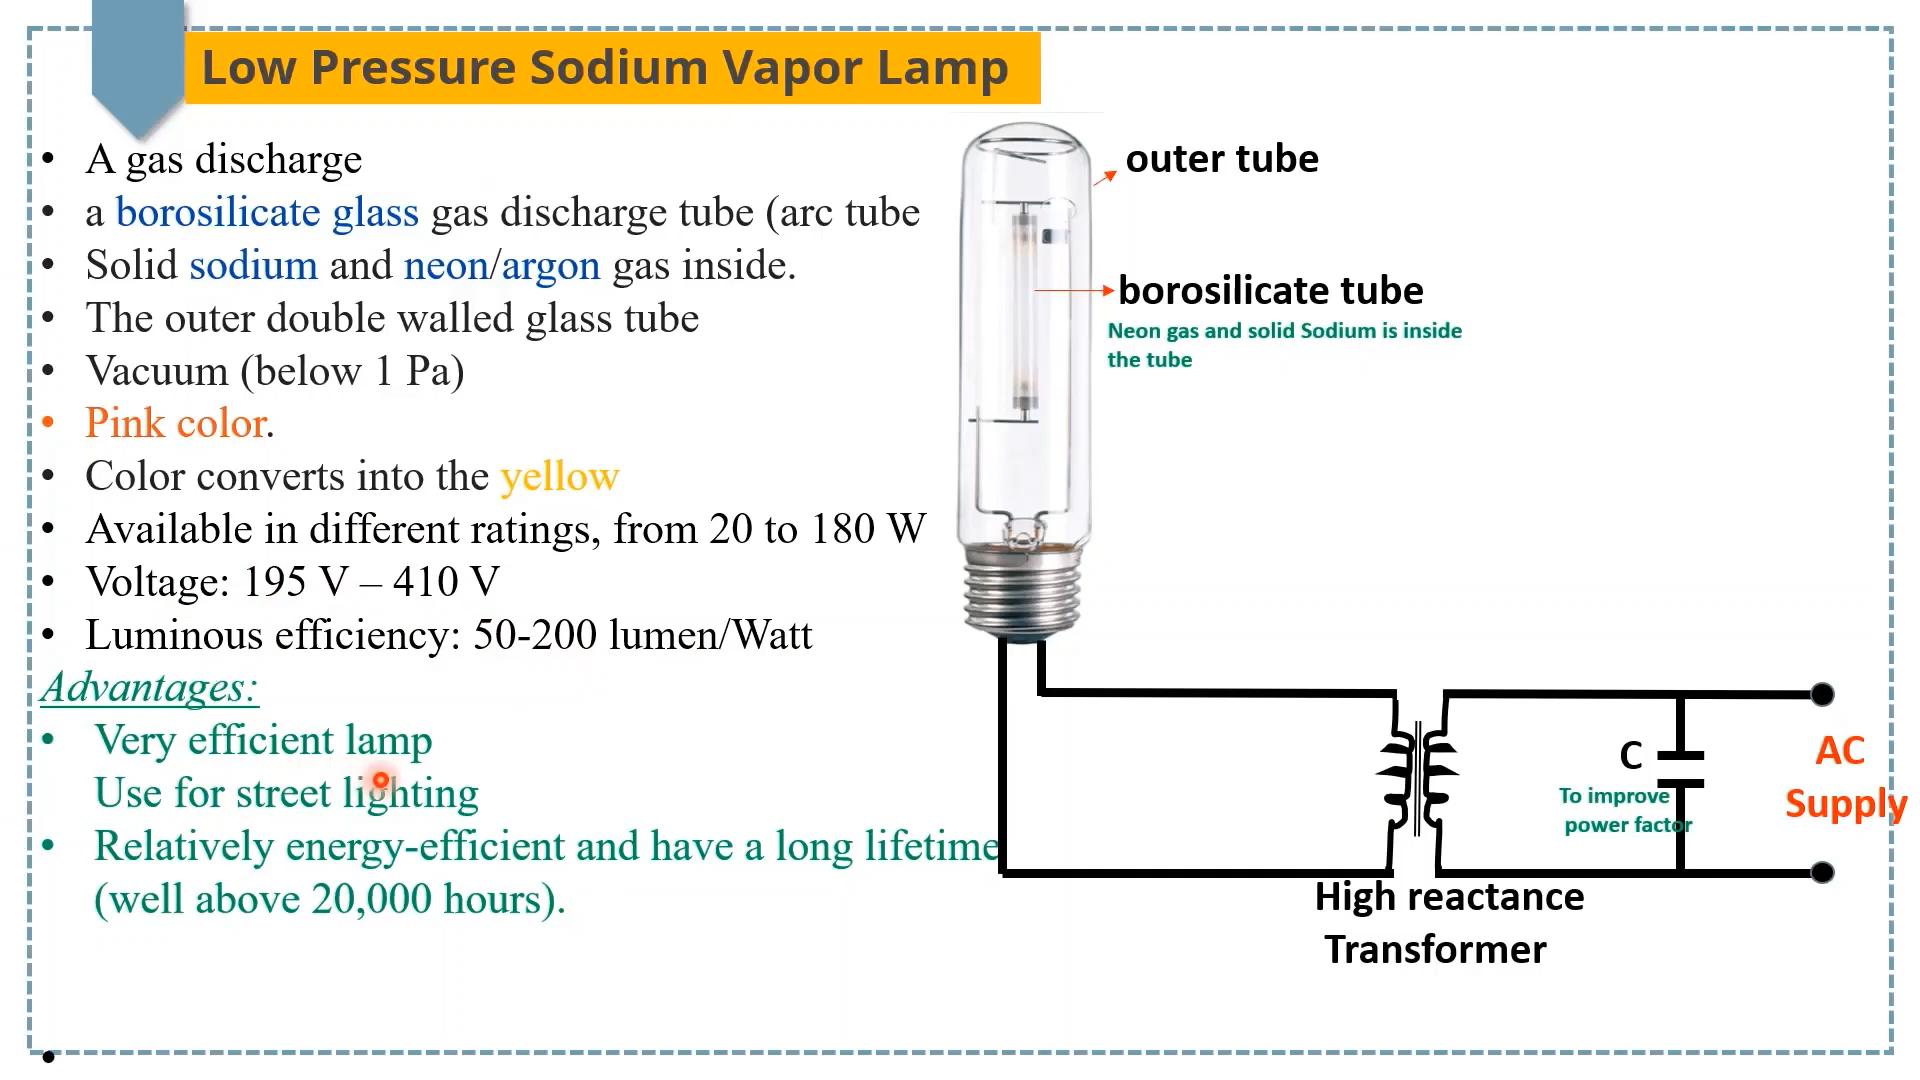 Low Pressure Sodium Vapor Lamp
• A gas discharge
• a borosilicate glass gas discharge tube (arc tube
• Solid sodium and neon/argon gas inside.
• The outer double walled glass tube
• Vacuum (below 1 Pa)
• Pink color.
• Color converts into the yellow
• Available in different ratings, from 20 to 180 W
• Voltage: 195 V – 410 V
• Luminous efficiency: 50-200 lumen/Watt
Advantages:
• Very efficient lamp
Use for street lighting
• Relatively energy-efficient and have a long lifetime
(well above 20,000 hours).
•
outer tube
borosilicate tube
Neon gas and solid Sodium is inside
the tube
C
To improve
power factor
AC
Supply
High reactance
Transformer